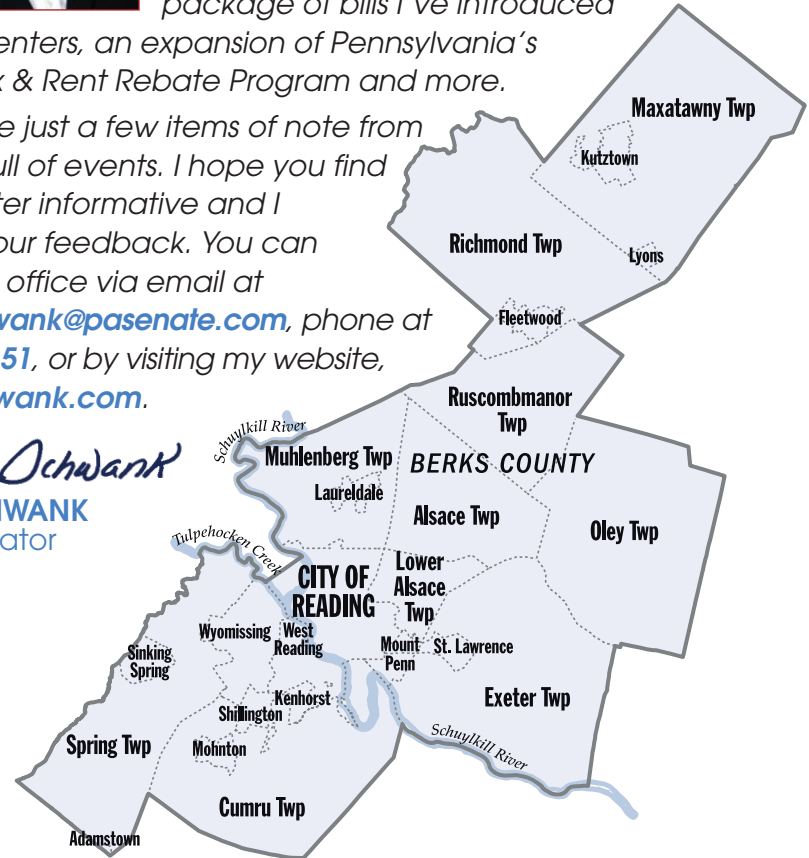 package of bills I've introduced
enters, an expansion of Pennsylvania's
x & Rent Rebate Program and more.
e just a few items of note from
ull of events. I hope you find
ter informative and I
our feedback. You can
office via email at
wank@pasenate.com, phone at
51, or by visiting my website,
wank.com.
Schwank
HWANK
ator
Maxatawny Twp
Kutztown
Richmond Twp
Lyons
Fleetwood
Ruscombmanor
Twp
Schuylkill River
Muhlenberg Twp
BERKS COUNTY
Laureldale
Alsace Twp
Oley Twp
Tulpehocken Creek
CITY OF
READING
Lower
Alsace
Twp
Wyomissing
West
Reading
Mount
Penn
St. Lawrence
Sinking
Spring
Kenhorst
Exeter Twp
Shillington
Spring Twp
Mohnton
Schuylkill River
Cumru Twp
Adamstown